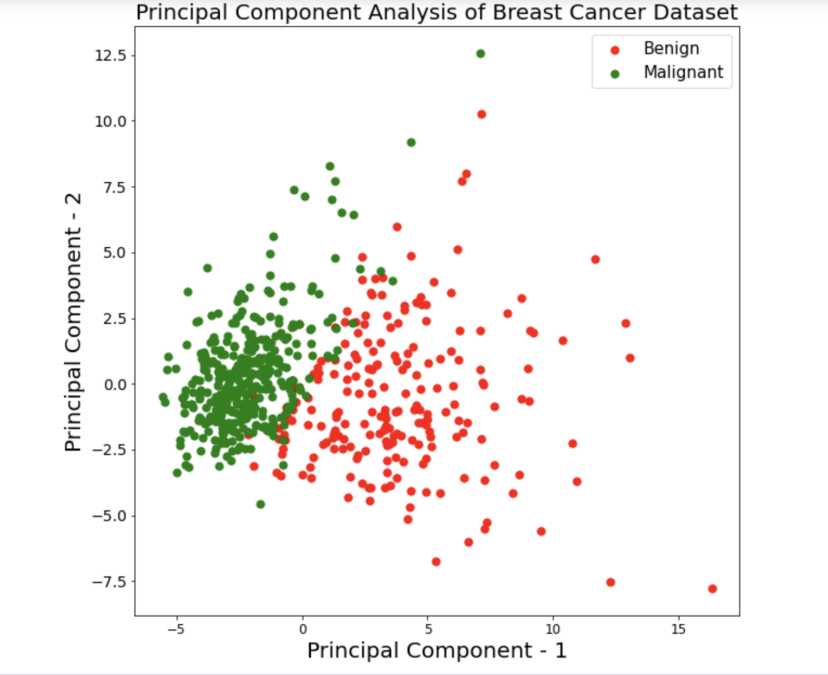 Principal Component Analysis of Breast Cancer Dataset
Benign
Malignant
12.5
10.0
7.5
5.0
2.5
0.0
−2.5
−5.0
−7.5
Principal Component - 2
−5
0
5
10
15
Principal Component - 1